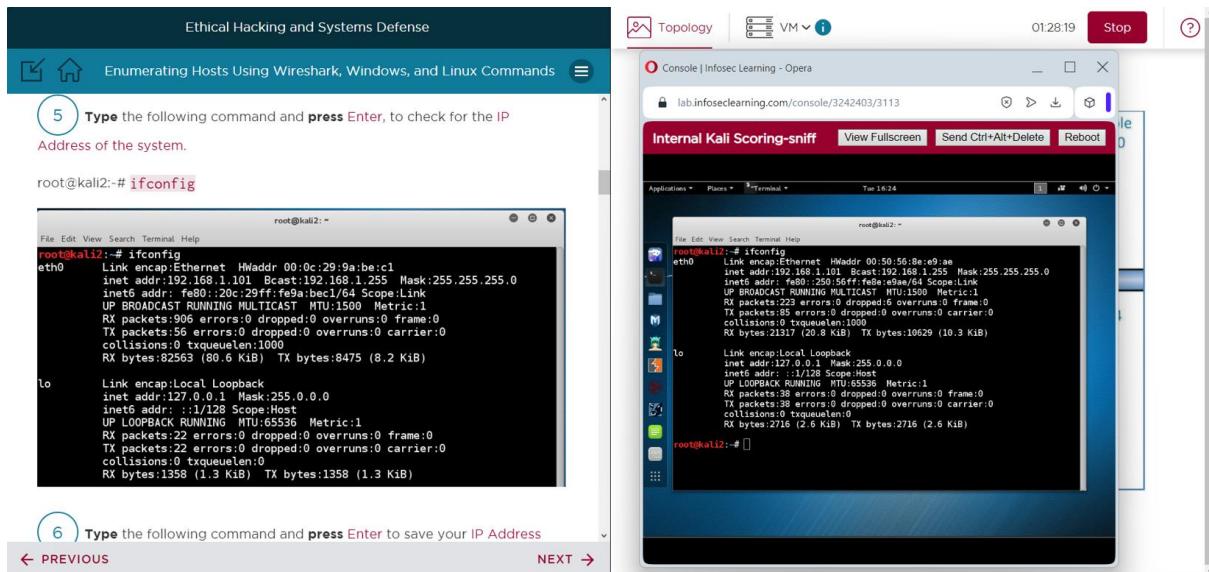 Ethical Hacking and Systems Defense
Enumerating Hosts Using Wireshark, Windows, and Linux Commands
5 Type the following command and press Enter, to check for the IP
Address of the system.
root@kali2:~# ifconfig
root@kali2: ~
File Edit View Search Terminal Help
root@kali2:~# ifconfig
eth0 Link encap:Ethernet HWaddr 00:0c:29:9a:be:c1
inet addr:192.168.1.101 Bcast:192.168.1.255 Mask:255.255.255.0
inet6 addr: fe80::20c:29ff:fe9a:bec1/64 Scope:Link
UP BROADCAST RUNNING MULTICAST MTU:1500 Metric:1
RX packets:906 errors:0 dropped:0 overruns:0 frame:0
TX packets:56 errors:0 dropped:0 overruns:0 carrier:0
collisions:0 txqueuelen:1000
RX bytes:82563 (80.6 KiB) TX bytes:8475 (8.2 KiB)
lo Link encap:Local Loopback
inet addr:127.0.0.1 Mask:255.0.0.0
inet6 addr: ::1/128 Scope:Host
UP LOOPBACK RUNNING MTU:65536 Metric:1
RX packets:22 errors:0 dropped:0 overruns:0 frame:0
TX packets:22 errors:0 dropped:0 overruns:0 carrier:0
collisions:0 txqueuelen:0
RX bytes:1358 (1.3 KiB) TX bytes:1358 (1.3 KiB)
6 Type the following command and press Enter to save your IP Address
← PREVIOUS NEXT →
Topology VM 01:28:19 Stop
Console | Infosec Learning - Opera
lab.infoseclearning.com/console/3242403/3113
Internal Kali Scoring-sniff View Fullscreen Send Ctrl+Alt+Delete Reboot
Applications Places Terminal Tue 16:24 1
root@kali2: ~
File Edit View Search Terminal Help
root@kali2:~# ifconfig
eth0 Link encap:Ethernet HWaddr 00:50:56:8e:e9:ae
inet addr:192.168.1.101 Bcast:192.168.1.255 Mask:255.255.255.0
inet6 addr: fe80::250:56ff:fe8e:e9ae/64 Scope:Link
UP BROADCAST RUNNING MULTICAST MTU:1500 Metric:1
RX packets:223 errors:0 dropped:6 overruns:0 frame:0
TX packets:85 errors:0 dropped:0 overruns:0 carrier:0
collisions:0 txqueuelen:1000
RX bytes:21317 (20.8 KiB) TX bytes:10629 (10.3 KiB)
lo Link encap:Local Loopback
inet addr:127.0.0.1 Mask:255.0.0.0
inet6 addr: ::1/128 Scope:Host
UP LOOPBACK RUNNING MTU:65536 Metric:1
RX packets:38 errors:0 dropped:0 overruns:0 frame:0
TX packets:38 errors:0 dropped:0 overruns:0 carrier:0
collisions:0 txqueuelen:0
RX bytes:2716 (2.6 KiB) TX bytes:2716 (2.6 KiB)
root@kali2:~#